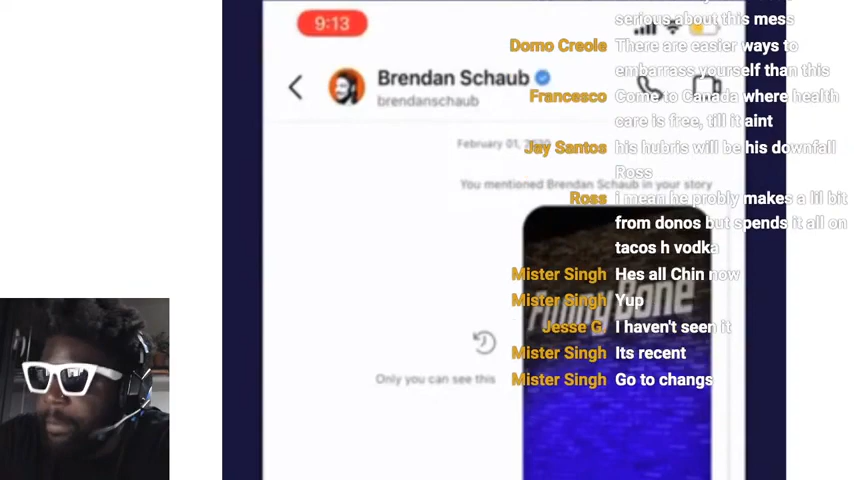 serious about this mess
9:13
Domo Creole There are easier ways to
embarrass yourself than this
Brendan Schaub
brendanschaub
Francesco Come to Canada where health
care is free, till it aint
February 01,
Jay Santos his hubris will be his downfall
Ross
You mentioned Brendan Schaub in your story
Ross i mean he probly makes a lil bit
from donos but spends it all on
tacos h vodka
Mister Singh Hes all Chin now
Mister Singh Yup
Funny Bone
Jesse G. I haven't seen it
Mister Singh Its recent
Only you can see this
Mister Singh Go to changs